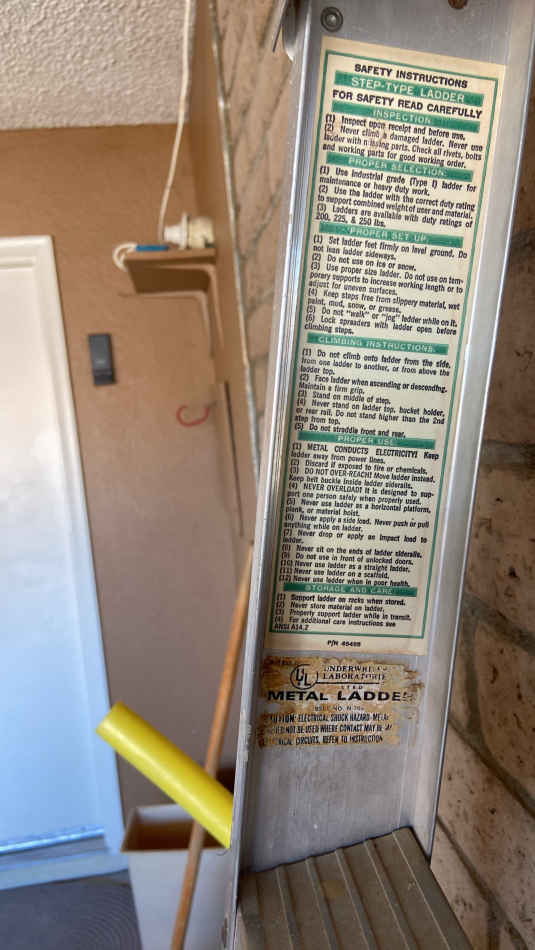 SAFETY INSTRUCTIONS
STEP-TYPE LADDER
FOR SAFETY READ CAREFULLY
INSPECTION
(1) Inspect upon receipt and before use.
(2) Never climb a damaged ladder. Never use
ladder with missing parts. Check all rivets, bolts
and working parts for good working order.
PROPER SELECTION
(1) Use Industrial grade (Type I) ladder for
maintenance or heavy duty work.
(2) Use the ladder with the correct duty rating
to support combined weight of user and material.
(3) Ladders are available with duty ratings of
200, 225, & 250 lbs.
PROPER SET UP
(1) Set ladder feet firmly on level ground. Do
not lean ladder sideways.
(2) Do not use on ice or snow.
(3) Use proper size ladder. Do not use on tem-
porary supports to increase working length or to
adjust for uneven surfaces.
(4) Keep steps free from slippery material, wet
paint, mud, snow, or grease.
(5) Do not "walk" or "jog" ladder while on it.
(6) Lock spreaders with ladder open before
climbing steps.
CLIMBING INSTRUCTIONS
(1) Do not climb onto ladder from the side,
from one ladder to another, or from above the
ladder top.
(2) Face ladder when ascending or descending.
Maintain a firm grip.
(3) Stand on middle of step.
(4) Never stand on ladder top, bucket holder,
or rear rail. Do not stand higher than the 2nd
step from top.
(5) Do not straddle front and rear.
PROPER USE
(1) METAL CONDUCTS ELECTRICITY! Keep
ladder away from power lines.
(2) Discard if exposed to fire or chemicals.
(3) DO NOT OVER-REACH! Move ladder instead.
Keep belt buckle inside ladder siderails.
(4) NEVER OVERLOAD! It is designed to sup-
port one person safely when properly used.
(5) Never use ladder as a horizontal platform,
plank, or material hoist.
(6) Never apply a side load. Never push or pull
anything while on ladder.
(7) Never drop or apply an impact load to
ladder.
(8) Never sit on the ends of ladder siderails.
(9) Do not use in front of unlocked doors.
(10) Never use ladder as a straight ladder.
(11) Never use ladder on a scaffold.
(12) Never use ladder when in poor health.
STORAGE AND CARE
(1) Support ladder on racks when stored.
(2) Never store material on ladder.
(3) Properly support ladder while in transit.
(4) For additional care instructions see
ANSI A14.2
P/N 45459
UL
UNDERWRI
LABORATORIE
METAL LADDE
NO.
ELECTRICAL SHOCK HAZARD-META
NOT BE USED WHERE CONTACT MAY BE
CIRCUITS. REFER TO INSTRUCTION